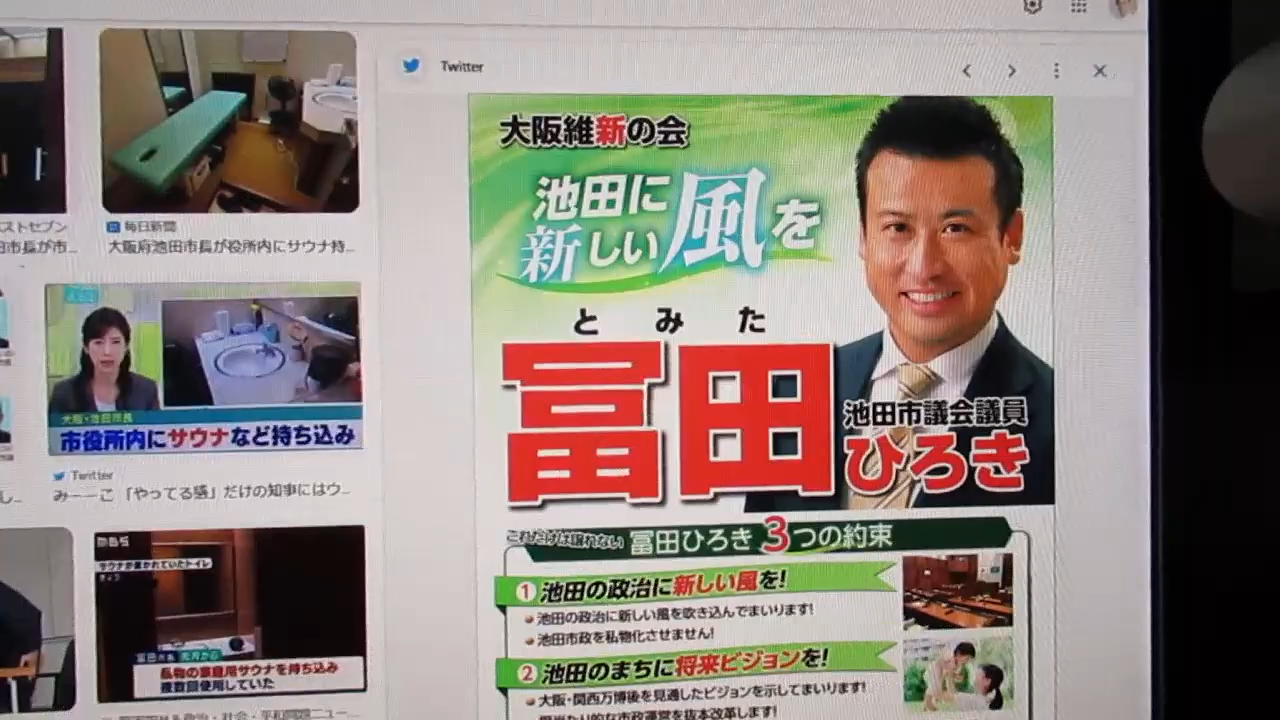 Twitter
大阪維新の会
池田に
新しい風を
とみた
冨田
池田市議会議員
ひろき
これだけは譲れない 冨田ひろき3つの約束
1 池田の政治に新しい風を!
池田の政治に新しい風を吹き込んでまいります!
池田市政を私物化させません!
2 池田のまちに将来ビジョンを!
大阪・関西万博後を見通したビジョンを示してまいります!
ストセブン
市長が市...
毎日新聞
大阪府池田市長が役所内にサウナ持...
大阪・池田市長
市役所内にサウナなど持ち込み
Twitter
みーーこ 「やってる感」だけの知事にはウ...
し...
MBS
サウナが置かれていたトイレ
私物の家庭用サウナを持ち込み
複数回使用していた